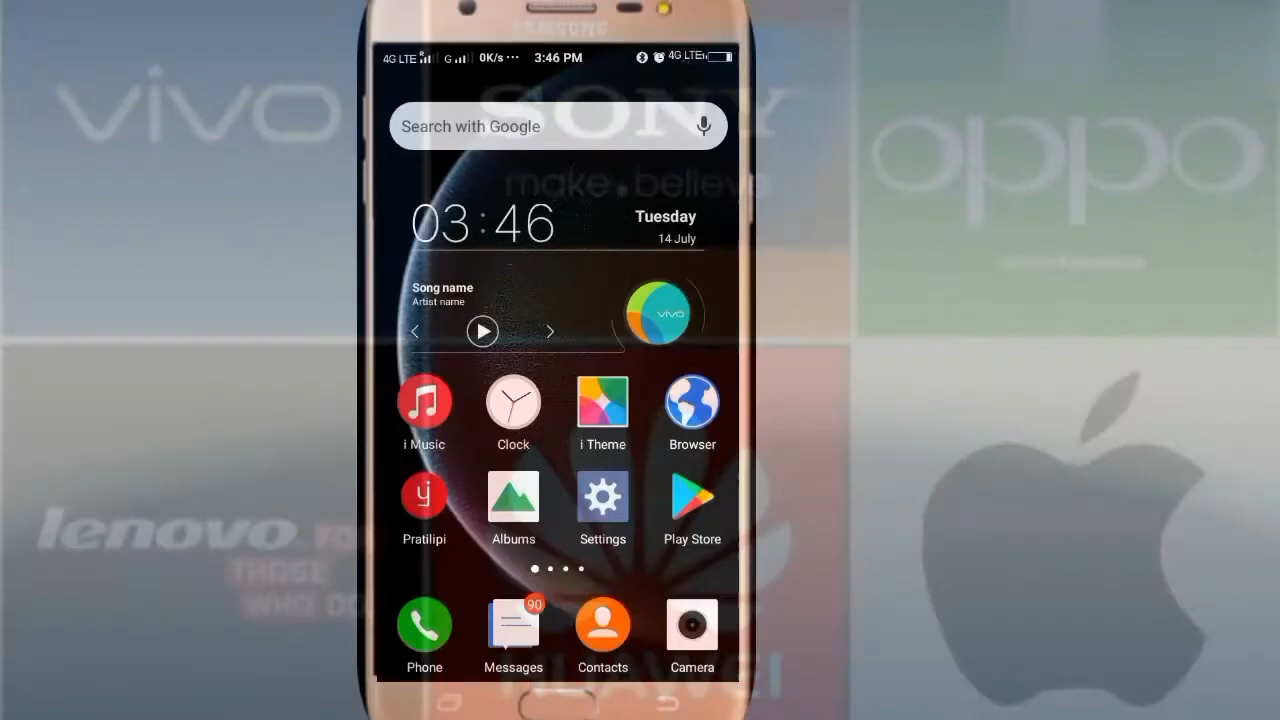 SAMSUNG
4G LTE R G 0K/s ... 3:46 PM 4G LTE
vivo
SONY
oppo
Search with Google
make.believe
03:46
Tuesday
14 July
Song name
Artist name
vivo
i Music
Clock
i Theme
Browser
lenovo FO
THOSE
WHO DO
Pratilipi
Albums
Settings
Play Store
90
Phone
Messages
Contacts
Camera
HUAWEI